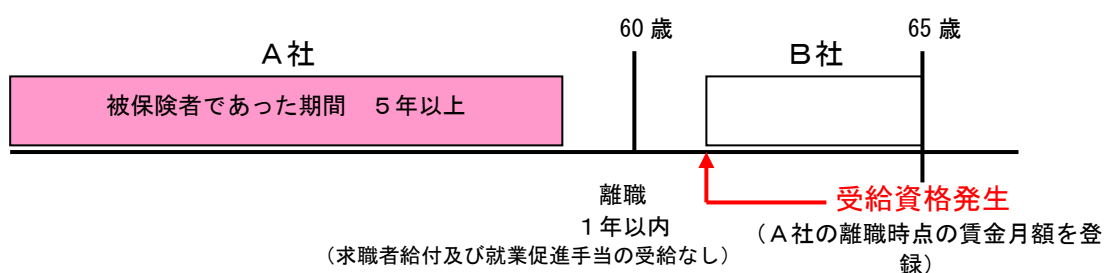 60 歳
65 歳
A社
B社
被保険者であった期間　５年以上
離職
１年以内
（求職者給付及び就業促進手当の受給なし）
受給資格発生
（Ａ社の離職時点の賃金月額を登
録）